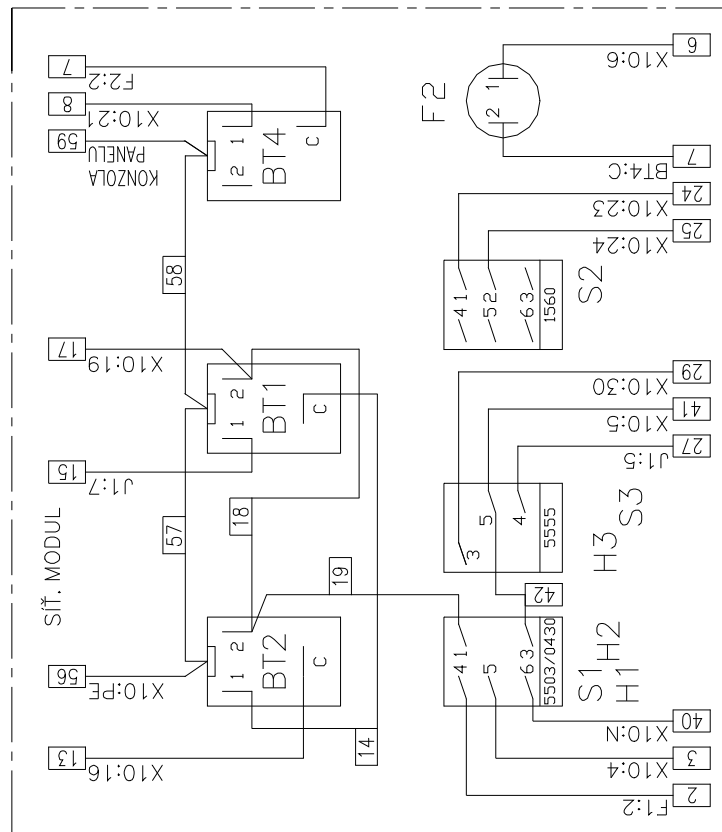 7
F2:2
8
X10:21
59
KONZOLA
PANELU
2
1
C
BT4
58
17
X10:19
1
2
C
BT1
15
J1:7
57
18
SÍŤ. MODUL
19
56
X10:PE
1
2
C
BT2
13
X10:16
14
6
X10:6
F2
1
2
7
BT4:C
24
X10:23
25
X10:24
41
52
63
1560
S2
29
X10:30
41
X10:5
27
J1:5
3
5
4
5555
H3
S3
42
41
5
63
5503/0430
S1
H1
H2
40
X10:N
3
X10:4
2
F1:2